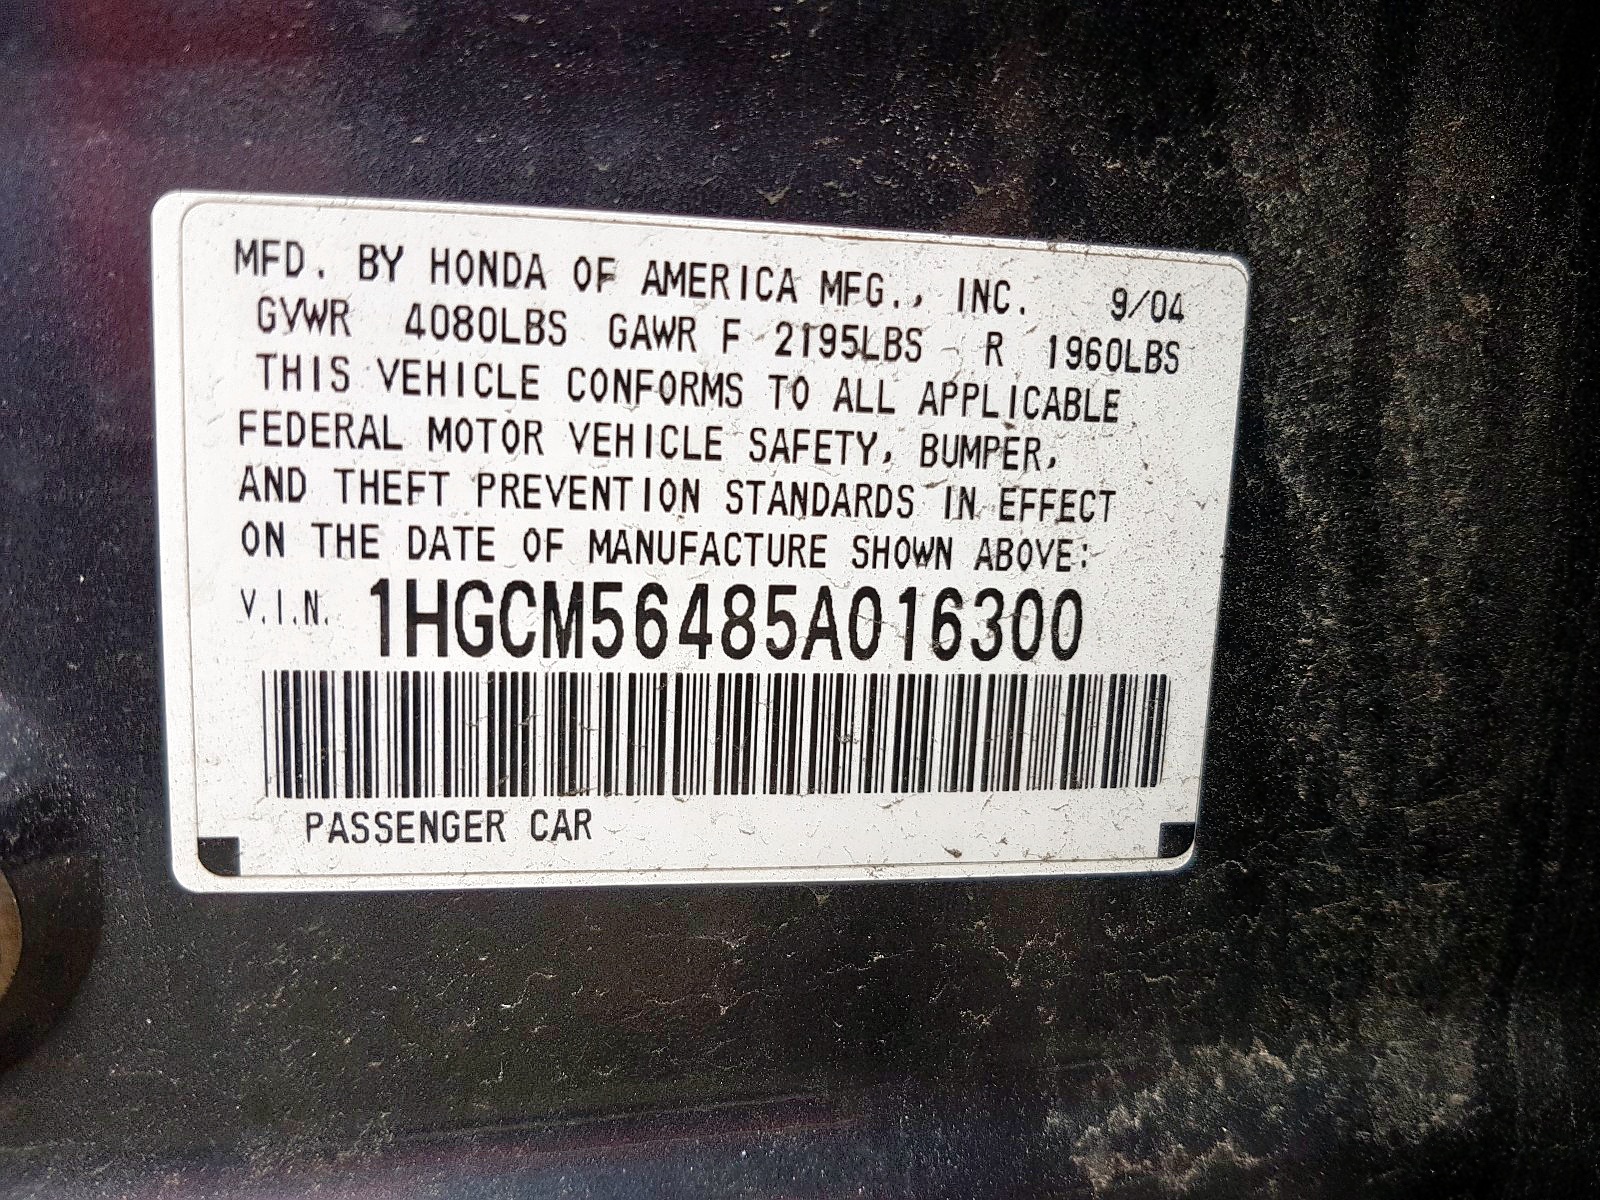 MFD. BY HONDA OF AMERICA MFG., INC. 9/04
GVWR 4080LBS GAWR F 2195LBS R 1960LBS
THIS VEHICLE CONFORMS TO ALL APPLICABLE
FEDERAL MOTOR VEHICLE SAFETY, BUMPER,
AND THEFT PREVENTION STANDARDS IN EFFECT
ON THE DATE OF MANUFACTURE SHOWN ABOVE:
V.I.N. 1HGCM56485A016300
PASSENGER CAR